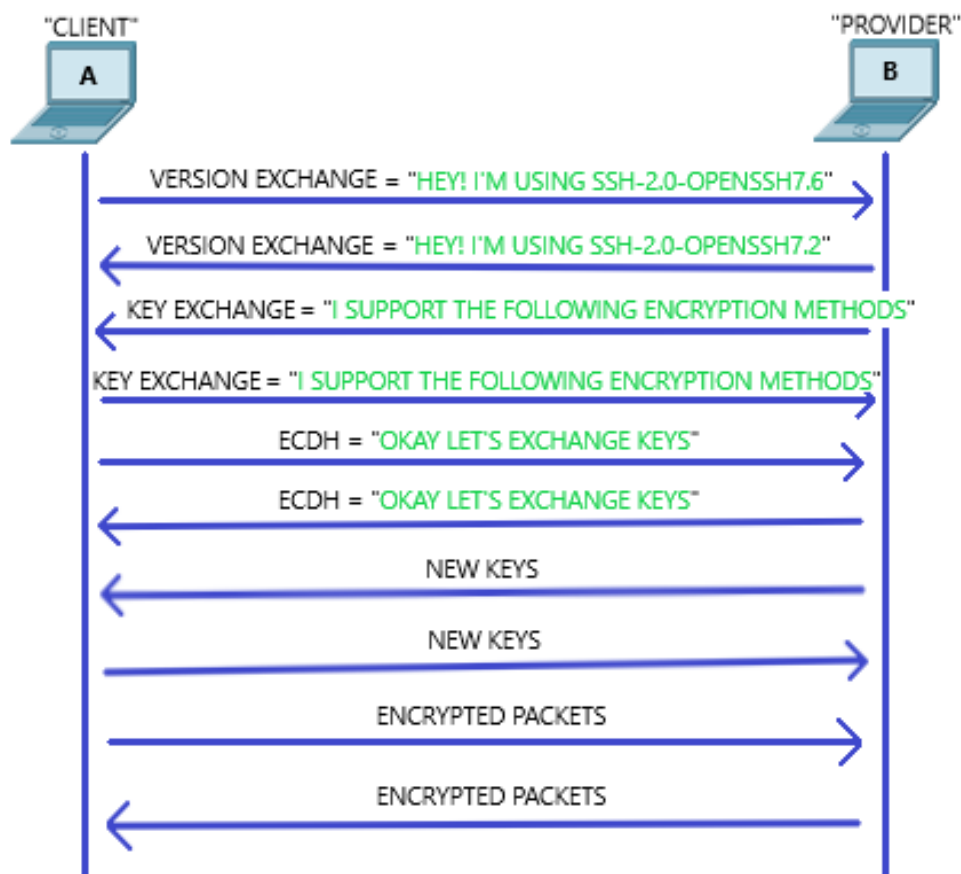 "CLIENT"
"PROVIDER"
A
B
VERSION EXCHANGE = "HEY! I'M USING SSH-2.0-OPENSSH7.6"
VERSION EXCHANGE = "HEY! I'M USING SSH-2.0-OPENSSH7.2"
KEY EXCHANGE = "I SUPPORT THE FOLLOWING ENCRYPTION METHODS"
KEY EXCHANGE = "I SUPPORT THE FOLLOWING ENCRYPTION METHODS"
ECDH = "OKAY LET'S EXCHANGE KEYS"
ECDH = "OKAY LET'S EXCHANGE KEYS"
NEW KEYS
NEW KEYS
ENCRYPTED PACKETS
ENCRYPTED PACKETS